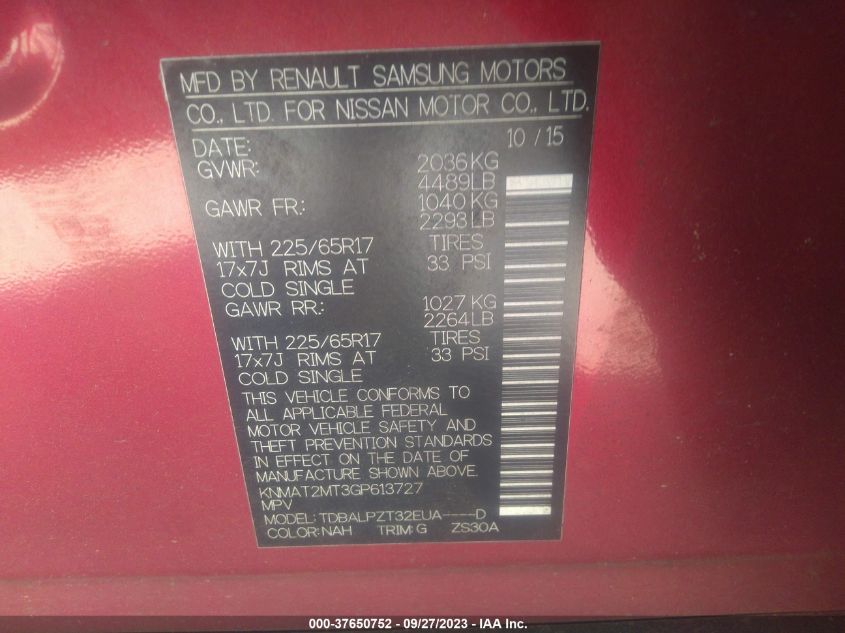 MFD BY RENAULT SAMSUNG MOTORS
CO., LTD. FOR NISSAN MOTOR CO., LTD.
DATE: 10 / 15
GVWR: 2036 KG
4489 LB
GAWR FR.: 1040 KG
2293 LB
WITH 225/65R17 TIRES
17x7J RIMS AT 33 PSI
COLD SINGLE
GAWR RR.: 1027 KG
2264 LB
WITH 225/65R17 TIRES
17x7J RIMS AT 33 PSI
COLD SINGLE
THIS VEHICLE CONFORMS TO
ALL APPLICABLE FEDERAL
MOTOR VEHICLE SAFETY AND
THEFT PREVENTION STANDARDS
IN EFFECT ON THE DATE OF
MANUFACTURE SHOWN ABOVE.
KNMAT2MT3GP613727
MPV
MODEL: TDBALPZT32EUA----D
COLOR: NAH TRIM: G ZS30A
000-37650752 - 09/27/2023 - IAA Inc.